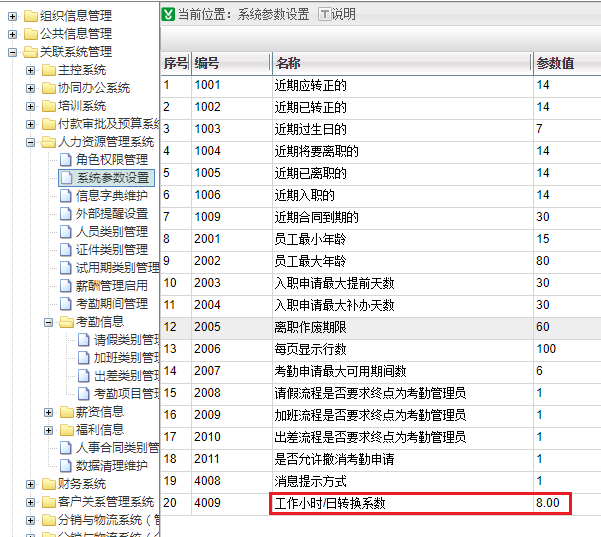 组织信息管理
公共信息管理
关联系统管理
主控系统
协同办公系统
培训系统
付款审批及预算系统
人力资源管理系统
角色权限管理
系统参数设置
信息字典维护
外部提醒设置
人员类别管理
证件类别管理
试用期类别管理
薪酬管理启用
考勤期间管理
考勤信息
请假类别管理
加班类别管理
出差类别管理
考勤项目管理
薪资信息
福利信息
人事合同类别管
数据清理维护
财务系统
客户关系管理系统
分销与物流系统（管
当前位置：系统参数设置 说明
序号 编号 名称 参数值
1 1001 近期应转正的 14
2 1002 近期已转正的 14
3 1003 近期过生日的 7
4 1004 近期将要离职的 14
5 1005 近期已离职的 14
6 1006 近期入职的 14
7 1009 近期合同到期的 30
8 2001 员工最小年龄 15
9 2002 员工最大年龄 80
10 2003 入职申请最大提前天数 30
11 2004 入职申请最大补办天数 30
12 2005 离职作废期限 60
13 2006 每页显示行数 100
14 2007 考勤申请最大可用期间数 6
15 2008 请假流程是否要求终点为考勤管理员 1
16 2009 加班流程是否要求终点为考勤管理员 1
17 2010 出差流程是否要求终点为考勤管理员 1
18 2011 是否允许撤消考勤申请 1
19 4008 消息提示方式 1
20 4009 工作小时/日转换系数 8.00